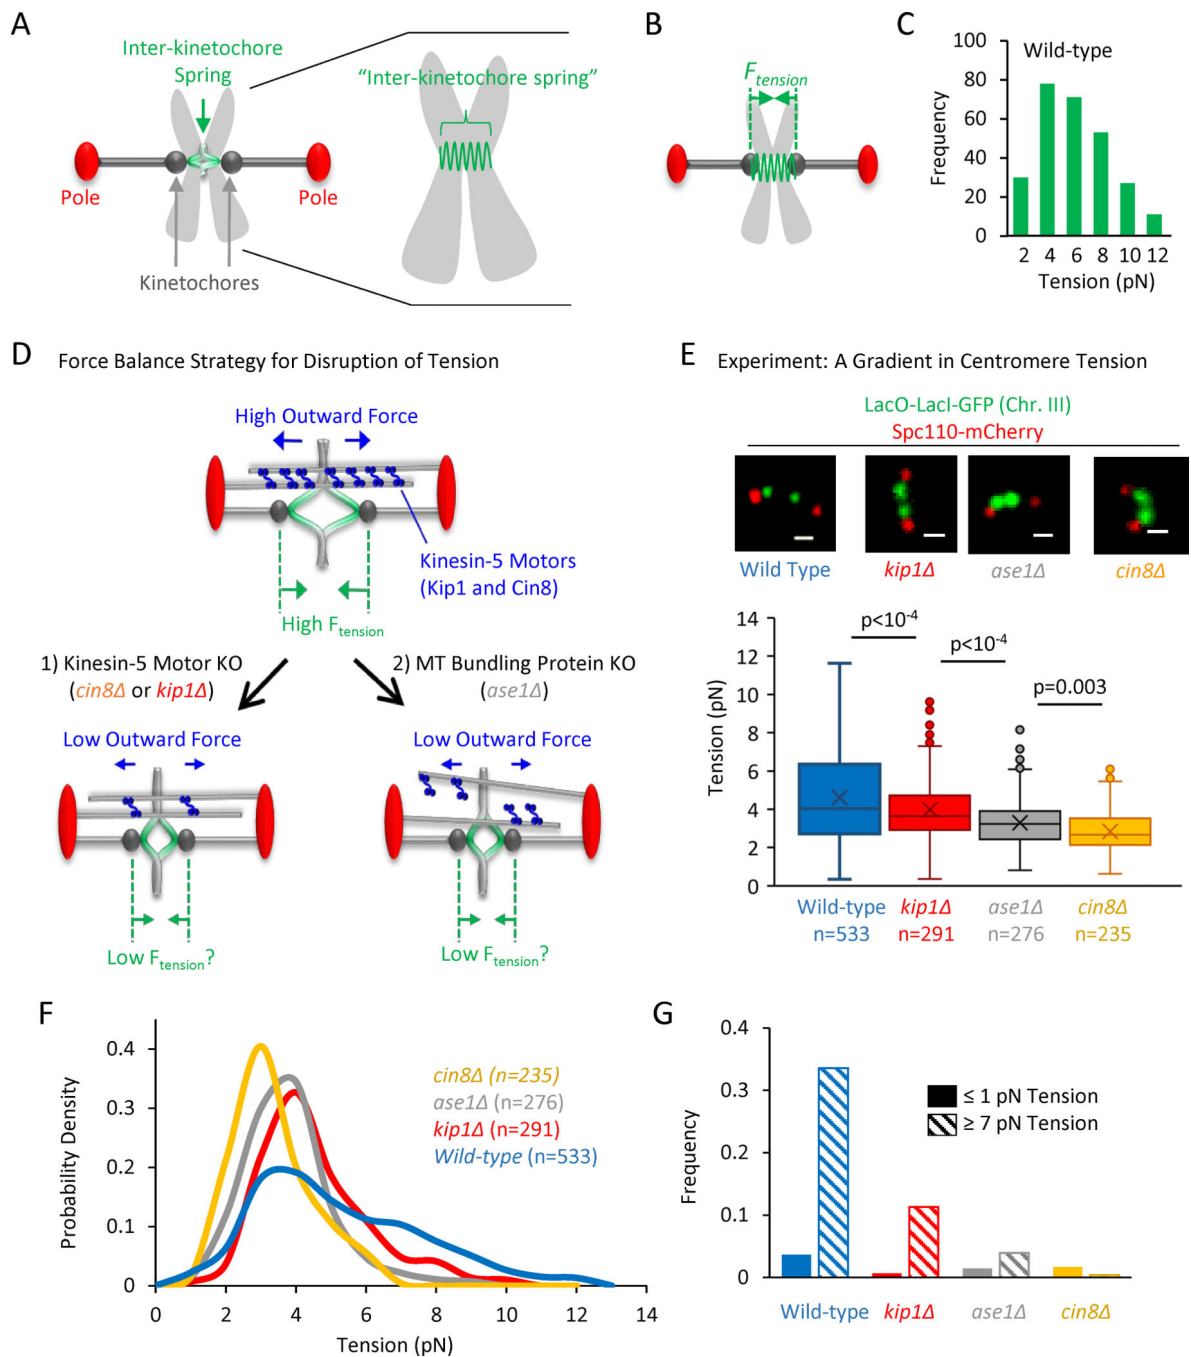 A
Inter-kinetochore
Spring
"Inter-kinetochore spring"
Pole
Pole
Kinetochores
B
F_tension
C
Wild-type
100
80
60
40
20
0
Frequency
2 4 6 8 10 12
Tension (pN)
D Force Balance Strategy for Disruption of Tension
High Outward Force
Kinesin-5 Motors
(Kip1 and Cin8)
High F_tension
1) Kinesin-5 Motor KO
(cin8Δ or kip1Δ)
2) MT Bundling Protein KO
(ase1Δ)
Low Outward Force
Low Outward Force
Low F_tension?
Low F_tension?
E Experiment: A Gradient in Centromere Tension
LacO-LacI-GFP (Chr. III)
Spc110-mCherry
Wild Type kip1Δ ase1Δ cin8Δ
p<10⁻⁴
p<10⁻⁴
p=0.003
14
12
10
8
6
4
2
0
Tension (pN)
Wild-type kip1Δ ase1Δ cin8Δ
n=533 n=291 n=276 n=235
F
0.4
0.3
0.2
0.1
0
Probability Density
cin8Δ (n=235)
ase1Δ (n=276)
kip1Δ (n=291)
Wild-type (n=533)
0 2 4 6 8 10 12 14
Tension (pN)
G
0.4
0.3
0.2
0.1
0
Frequency
≤ 1 pN Tension
≥ 7 pN Tension
Wild-type kip1Δ ase1Δ cin8Δ